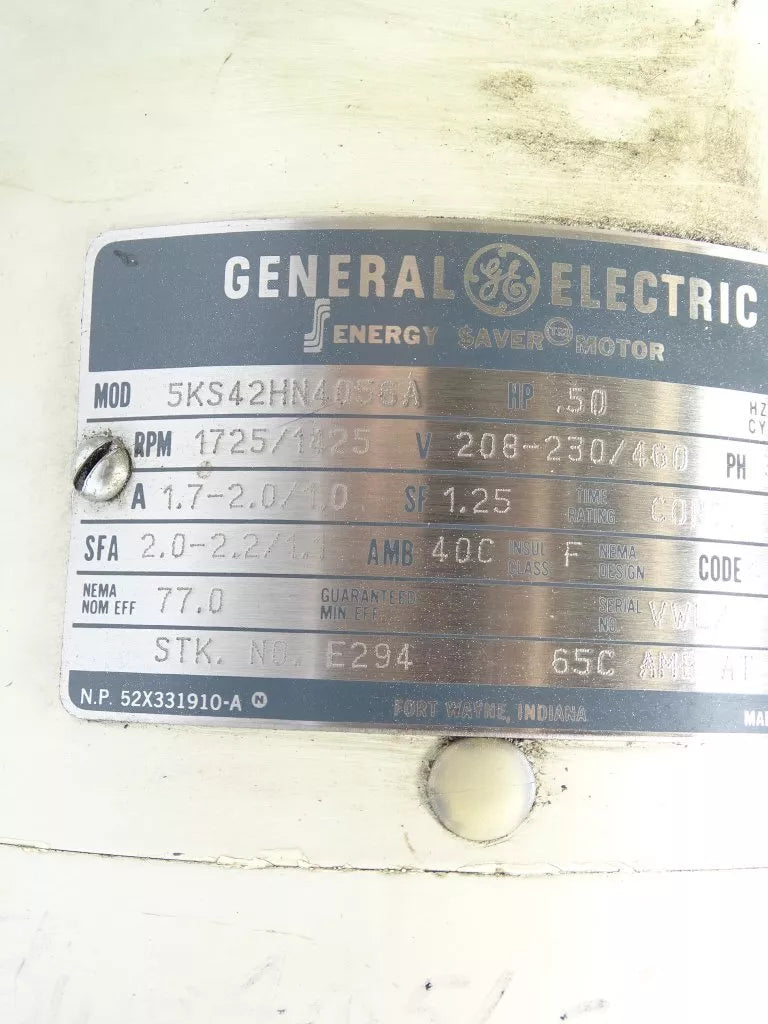 GENERAL GE ELECTRIC
ENERGY $AVER MOTOR
MOD 5KS42HN4056A HP .50 HZ
CY
RPM 1725/1425 V 208-230/460 PH
A 1.7-2.0/1.0 SF 1.25 TIME RATING
SFA 2.0-2.2/1.1 AMB 40C INSUL CLASS F NEMA DESIGN CODE
NEMA NOM EFF 77.0 GUARANTEED MIN EFF SERIAL NO.
STK. NO. E294 65C AMB AT
N.P. 52X331910-A N FORT WAYNE, INDIANA